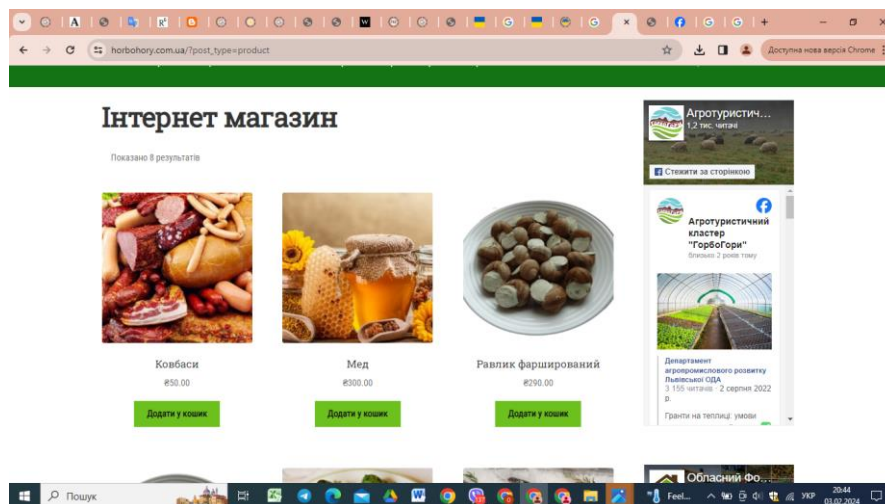 horbohory.com.ua/?post_type=product
Доступна нова версія Chrome
Інтернет магазин
Показано 8 результатів
Ковбаси
₴50.00
Додати у кошик
Мед
₴300.00
Додати у кошик
Равлик фарширований
₴290.00
Додати у кошик
Агротуристич...
1,2 тис. читачі
Стежити за сторінкою
Агротуристичний
кластер
"ГорбоГори"
близько 2 років тому
Департамент
агропромислового розвитку
Львівської ОДА
3 155 читачів · 2 серпня 2022
р.
Гранти на теплиці: умови
Обласний Фо...
Пошук
Feel...
УКР
20:44
03.02.2024